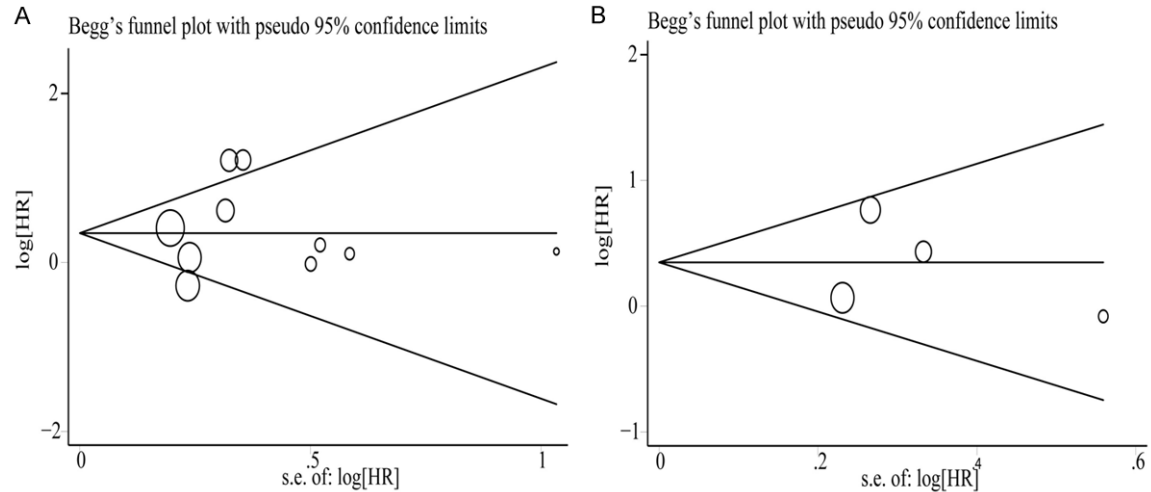 A
Begg's funnel plot with pseudo 95% confidence limits
2
0
−2
log[HR]
0
.5
1
s.e. of: log[HR]
B
Begg's funnel plot with pseudo 95% confidence limits
2
1
0
−1
log[HR]
0
.2
.4
.6
s.e. of: log[HR]